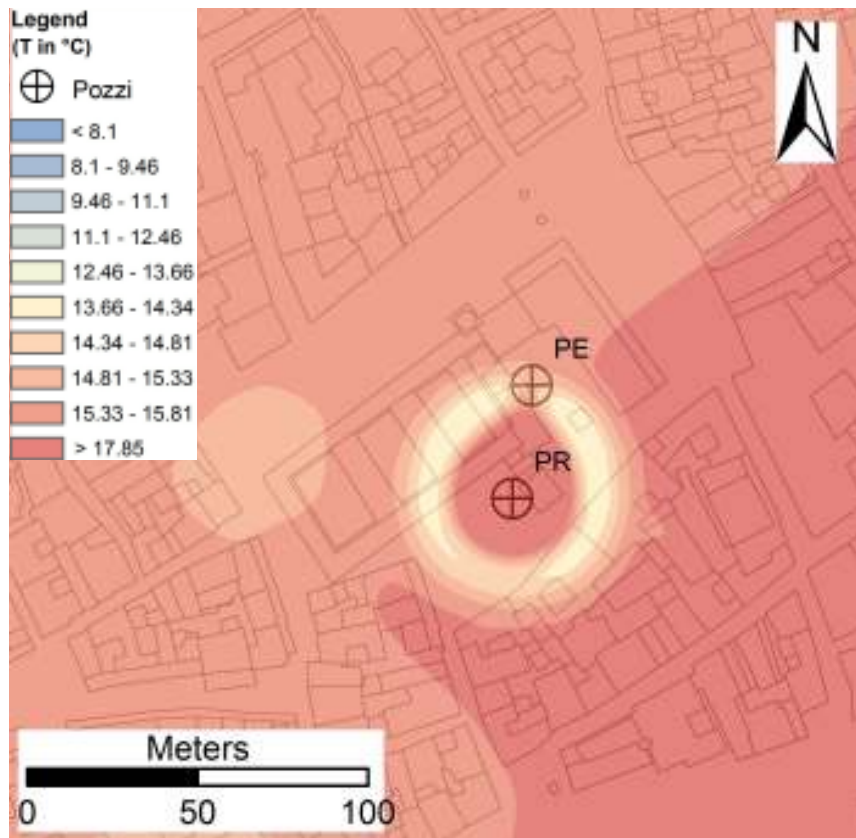 Legend
(T in °C)
Pozzi
< 8.1
8.1 - 9.46
9.46 - 11.1
11.1 - 12.46
12.46 - 13.66
13.66 - 14.34
14.34 - 14.81
14.81 - 15.33
15.33 - 15.81
> 17.85
N
PE
PR
Meters
0 50 100